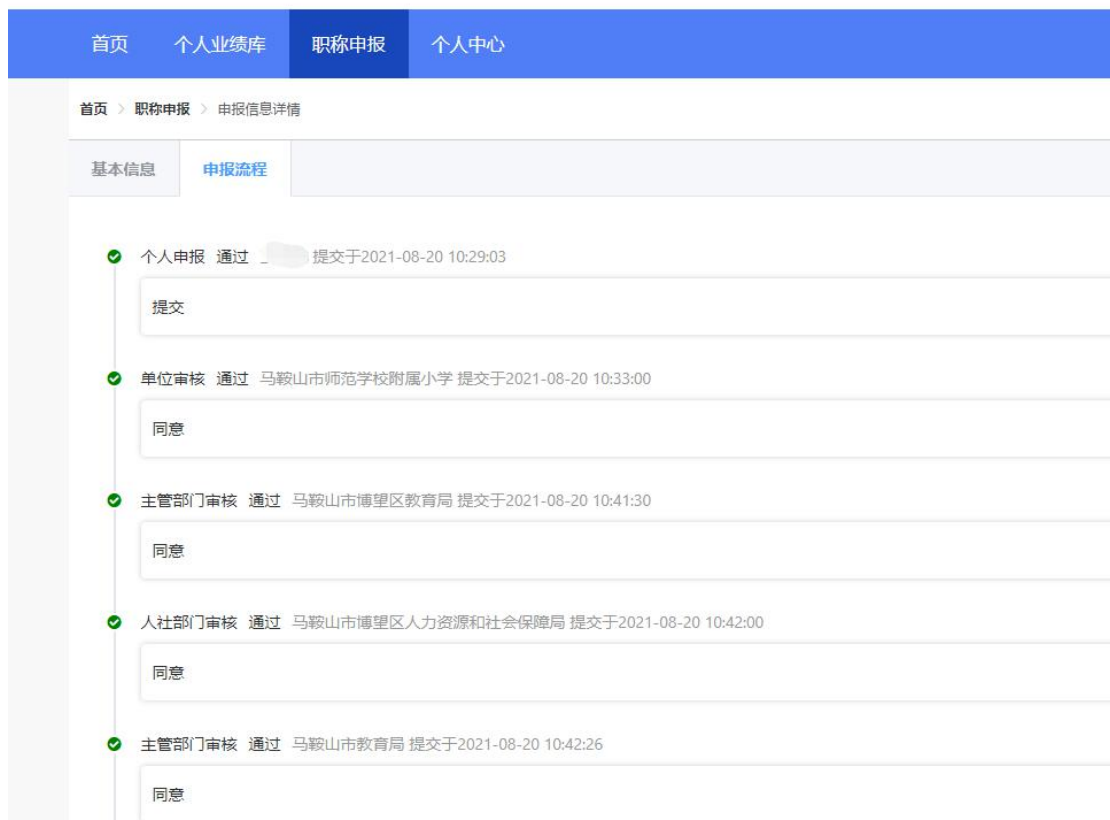 首页 个人业绩库 职称申报 个人中心
首页 > 职称申报 > 申报信息详情
基本信息 申报流程
个人申报 通过 提交于2021-08-20 10:29:03
提交
单位审核 通过 马鞍山市师范学校附属小学 提交于2021-08-20 10:33:00
同意
主管部门审核 通过 马鞍山市博望区教育局 提交于2021-08-20 10:41:30
同意
人社部门审核 通过 马鞍山市博望区人力资源和社会保障局 提交于2021-08-20 10:42:00
同意
主管部门审核 通过 马鞍山市教育局 提交于2021-08-20 10:42:26
同意